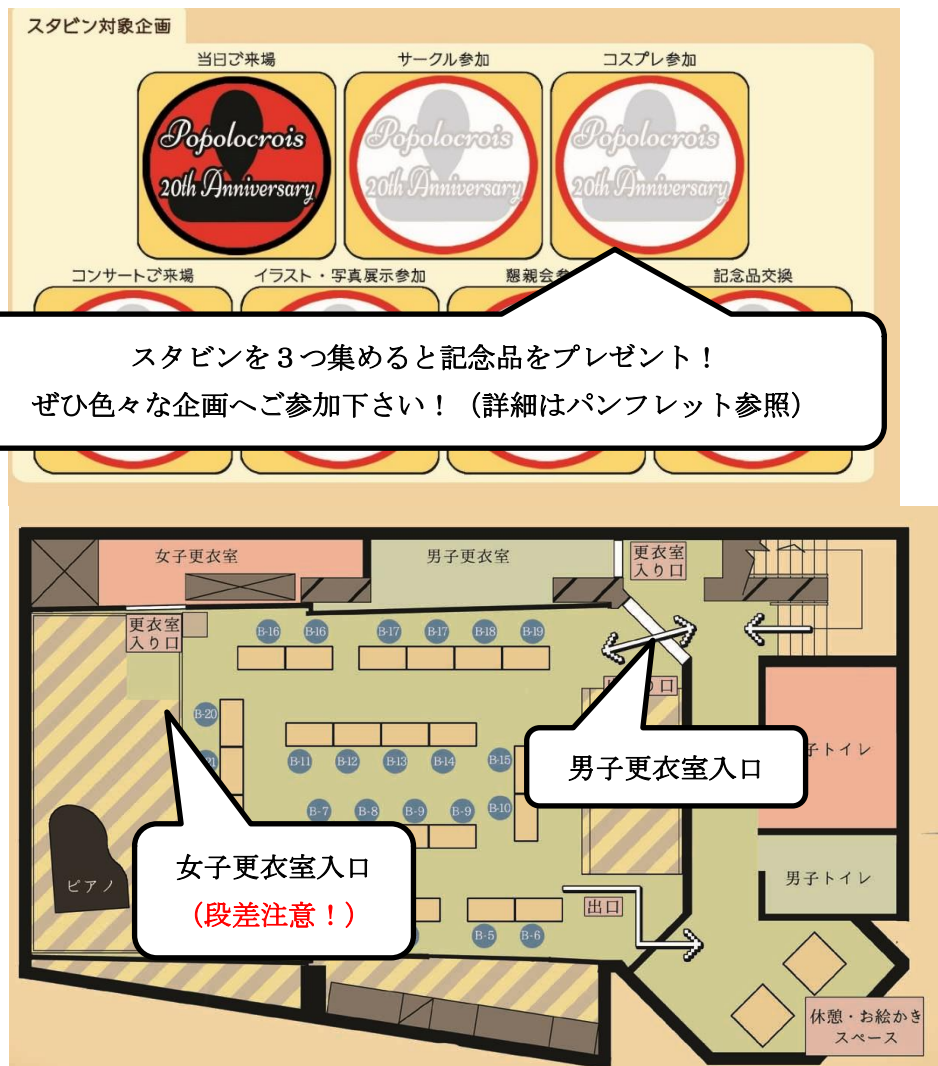 スタビン対象企画
当日ご来場
サークル参加
コスプレ参加
Popolocrois
20th Anniversary
Popolocrois
20th Anniversary
Popolocrois
20th Anniversary
コンサートご来場
イラスト・写真展示参加
懇親会参
記念品交換
スタビンを３つ集めると記念品をプレゼント！
ぜひ色々な企画へご参加下さい！（詳細はパンフレット参照）
女子更衣室
男子更衣室
更衣室
入り口
更衣室
入り口
B-16
B-16
B-17
B-17
B-18
B-19
B-20
口
B-11
B-12
B-13
B-14
B-15
男子更衣室入口
子トイレ
B-7
B-8
B-9
B-9
B-10
女子更衣室入口
（段差注意！）
ピアノ
男子トイレ
出口
B-5
B-6
休憩・お絵かき
スペース